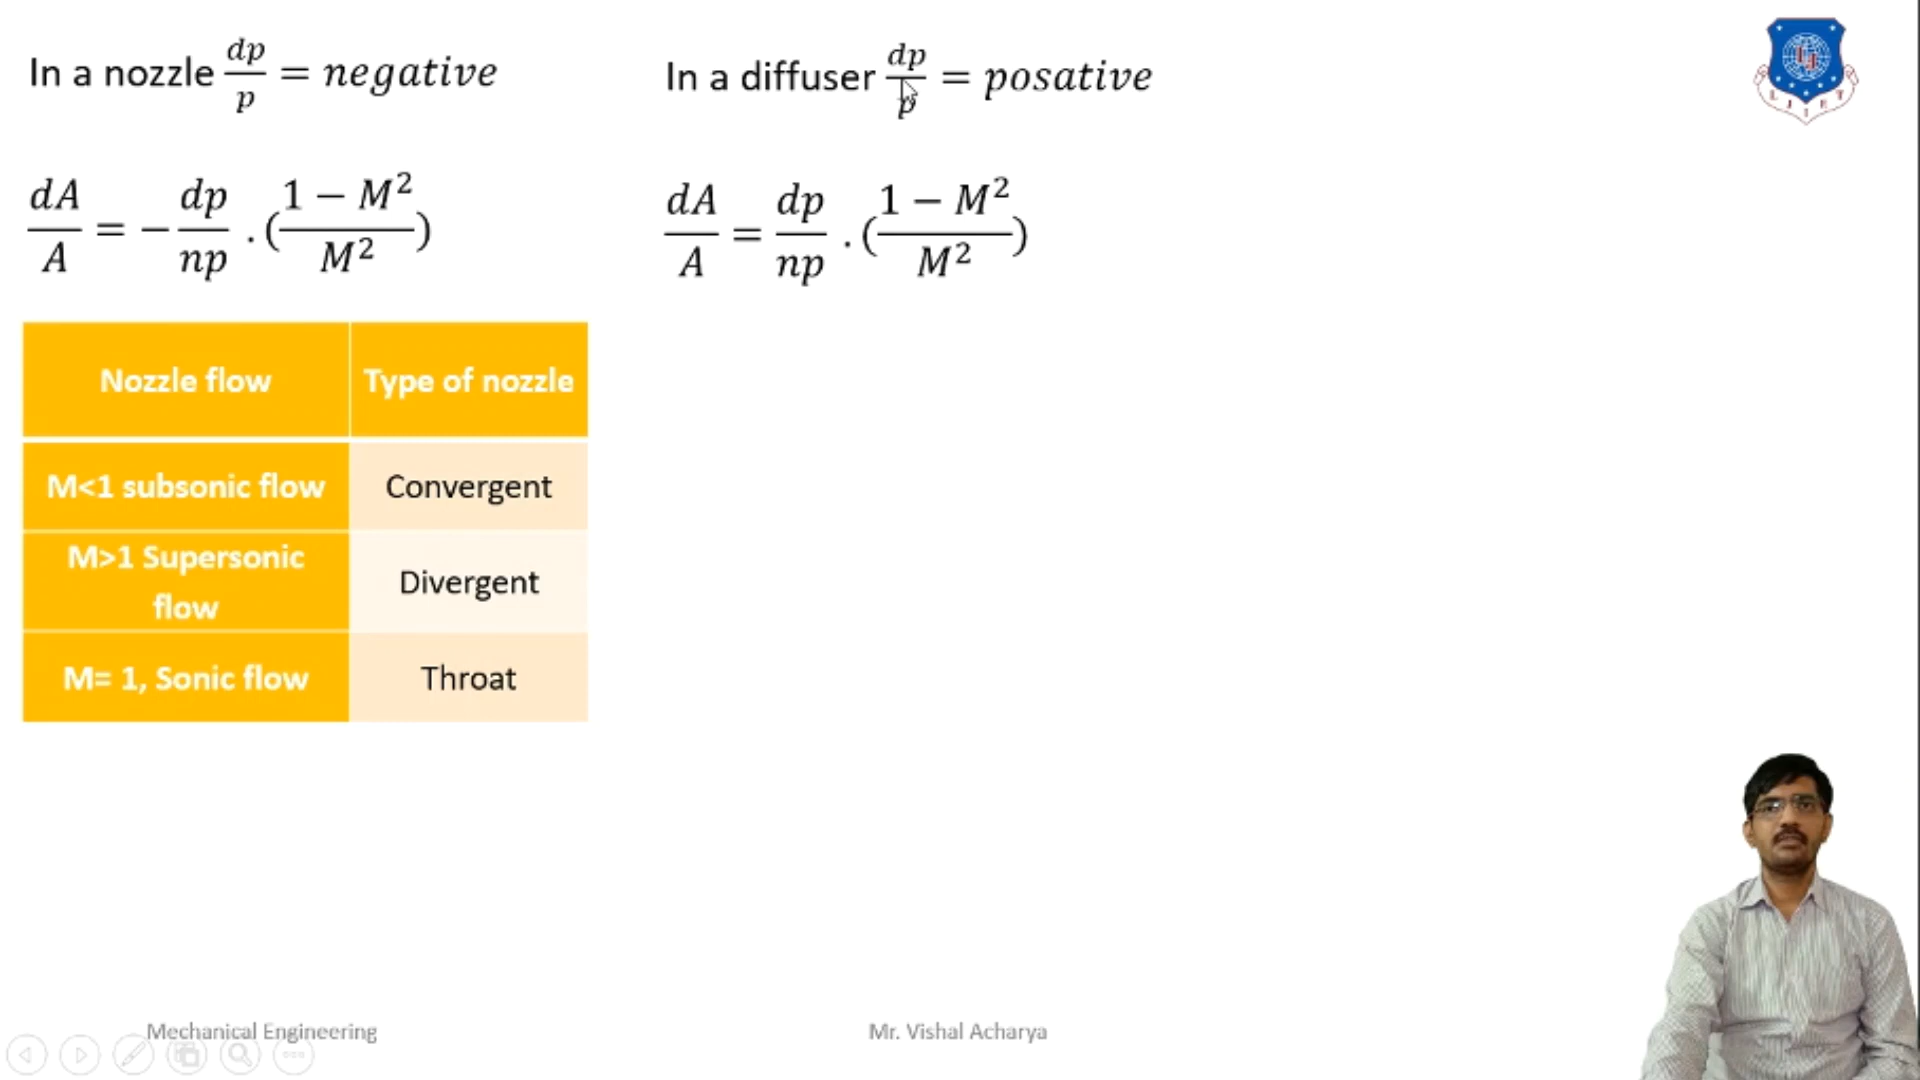 In a nozzle dp/p = negative
In a diffuser dp/p = posative
dA/A = −dp/np .(1 − M²/M²)
dA/A = dp/np .(1 − M²/M²)
Nozzle flow Type of nozzle
M<1 subsonic flow Convergent
M>1 Supersonic
flow
Divergent
M= 1, Sonic flow Throat
L J I E T
Mechanical Engineering
Mr. Vishal Acharya